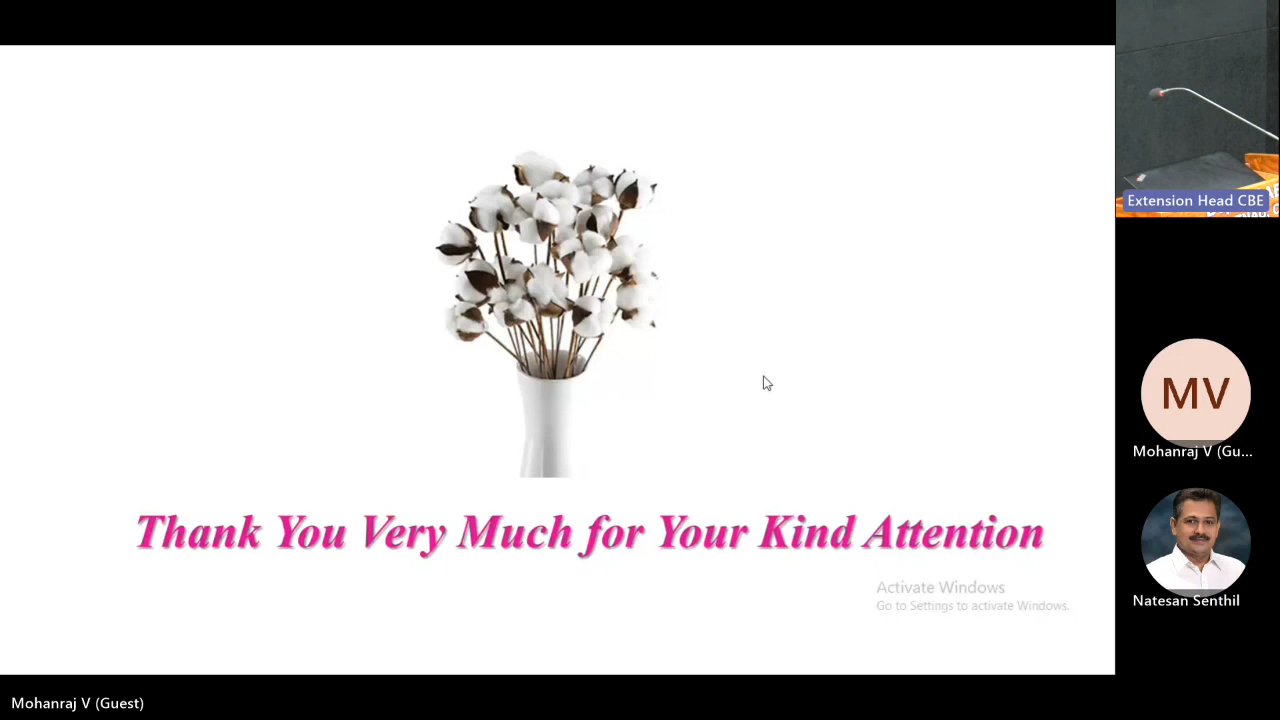 Extension Head CBE
MV
Mohanraj V (Gu...
Natesan Senthil
Thank You Very Much for Your Kind Attention
Activate Windows
Go to Settings to activate Windows.
Mohanraj V (Guest)